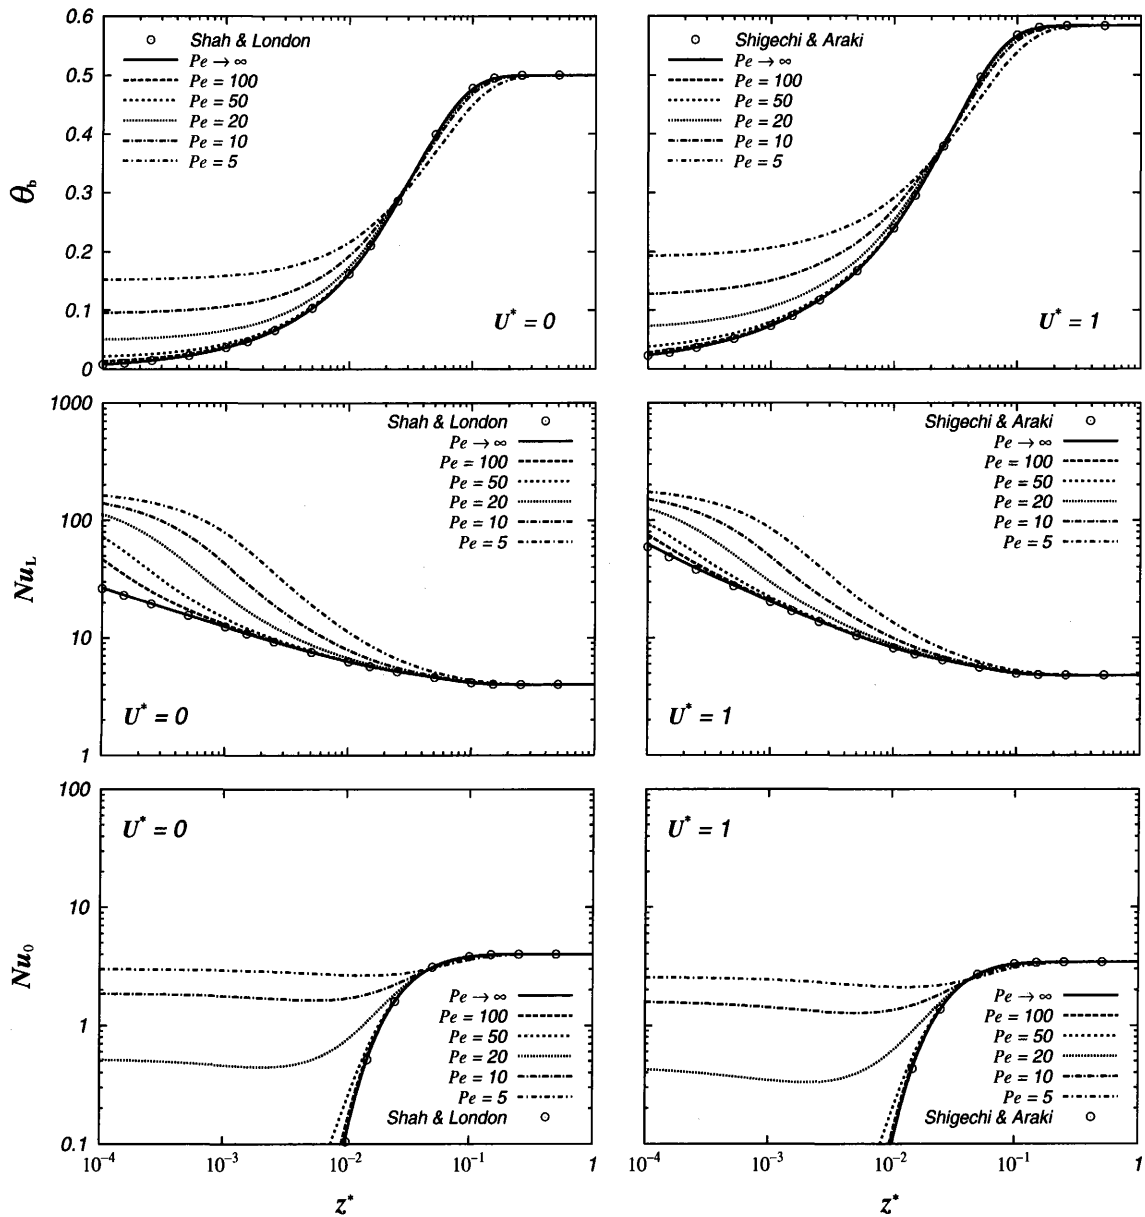 0.6
0.5
0.4
0.3
0.2
0.1
0
θb
Shah & London
Pe → ∞
Pe = 100
Pe = 50
Pe = 20
Pe = 10
Pe = 5
U* = 0
Shigechi & Araki
Pe → ∞
Pe = 100
Pe = 50
Pe = 20
Pe = 10
Pe = 5
U* = 1
1000
100
10
1
NuL
Shah & London
Pe → ∞
Pe = 100
Pe = 50
Pe = 20
Pe = 10
Pe = 5
U* = 0
Shigechi & Araki
Pe → ∞
Pe = 100
Pe = 50
Pe = 20
Pe = 10
Pe = 5
U* = 1
100
10
1
0.1
Nu0
U* = 0
Pe → ∞
Pe = 100
Pe = 50
Pe = 20
Pe = 10
Pe = 5
Shah & London
U* = 1
Pe → ∞
Pe = 100
Pe = 50
Pe = 20
Pe = 10
Pe = 5
Shigechi & Araki
10⁻⁴ 10⁻³ 10⁻² 10⁻¹ 1
10⁻⁴ 10⁻³ 10⁻² 10⁻¹ 1
z*
z*